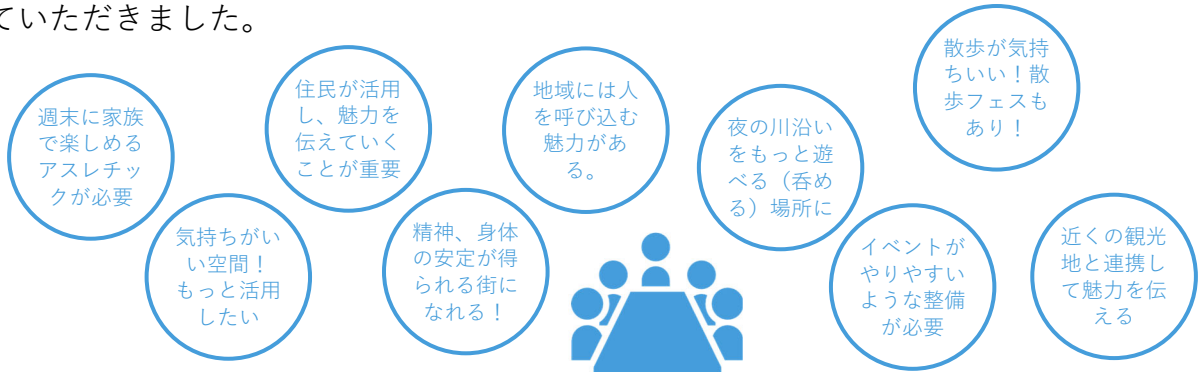 ていただきました。
週末に家族
で楽しめる
アスレチッ
クが必要
気持ちがい
い空間！
もっと活用
したい
住民が活用
し、魅力を
伝えていく
ことが重要
精神、身体
の安定が得
られる街に
なれる！
地域には人
を呼び込む
魅力があ
る。
夜の川沿い
をもっと遊
べる（呑め
る）場所に
イベントが
やりやすい
ような整備
が必要
散歩が気持
ちいい！散
歩フェスも
あり！
近くの観光
地と連携し
て魅力を伝
える